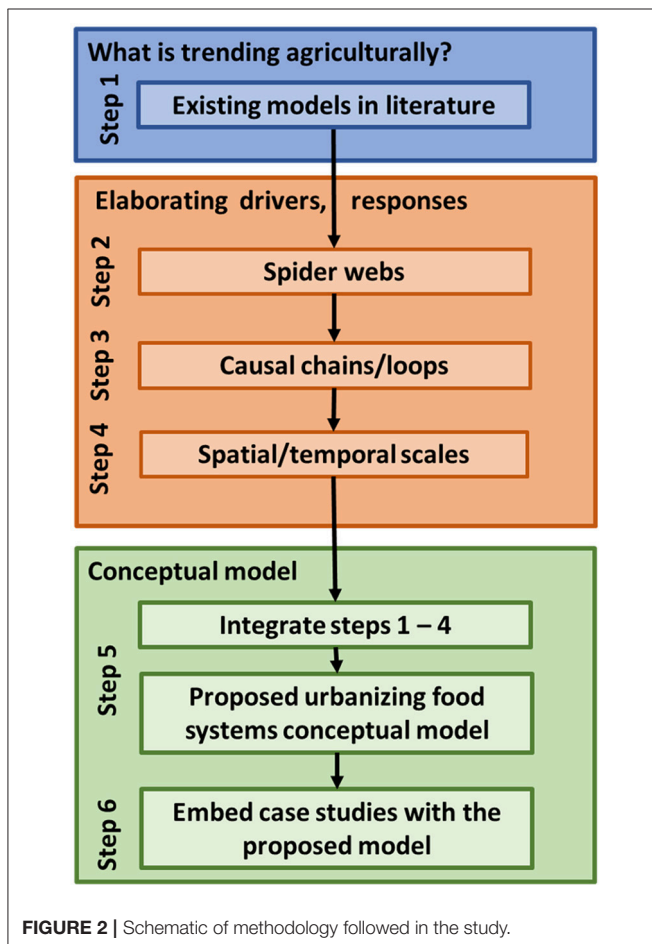 What is trending agriculturally?
Step 1
Existing models in literature
Elaborating drivers, responses
Step 2
Spider webs
Step 3
Causal chains/loops
Step 4
Spatial/temporal scales
Conceptual model
Integrate steps 1 – 4
Step 5
Proposed urbanizing food
systems conceptual model
Step 6
Embed case studies with the
proposed model
FIGURE 2 | Schematic of methodology followed in the study.